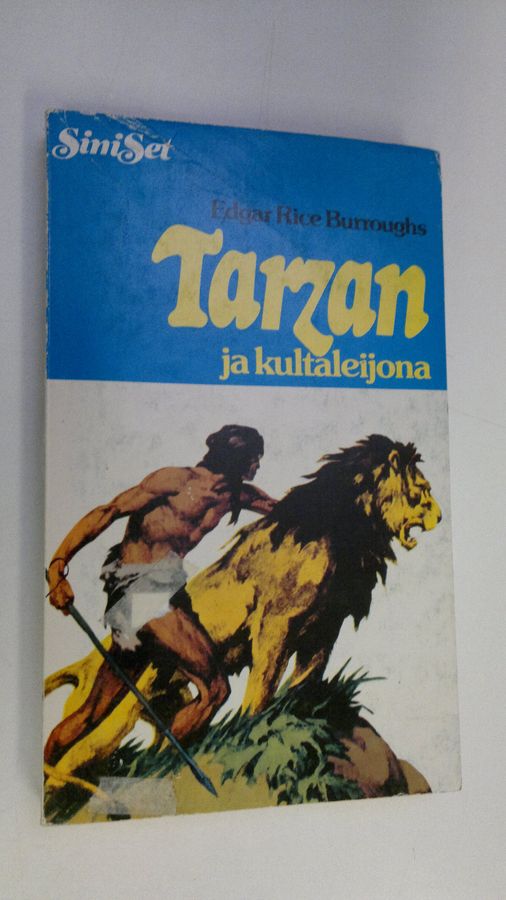 SiniSet
Edgar Rice Burroughs
Tarzan
ja kultaleijona